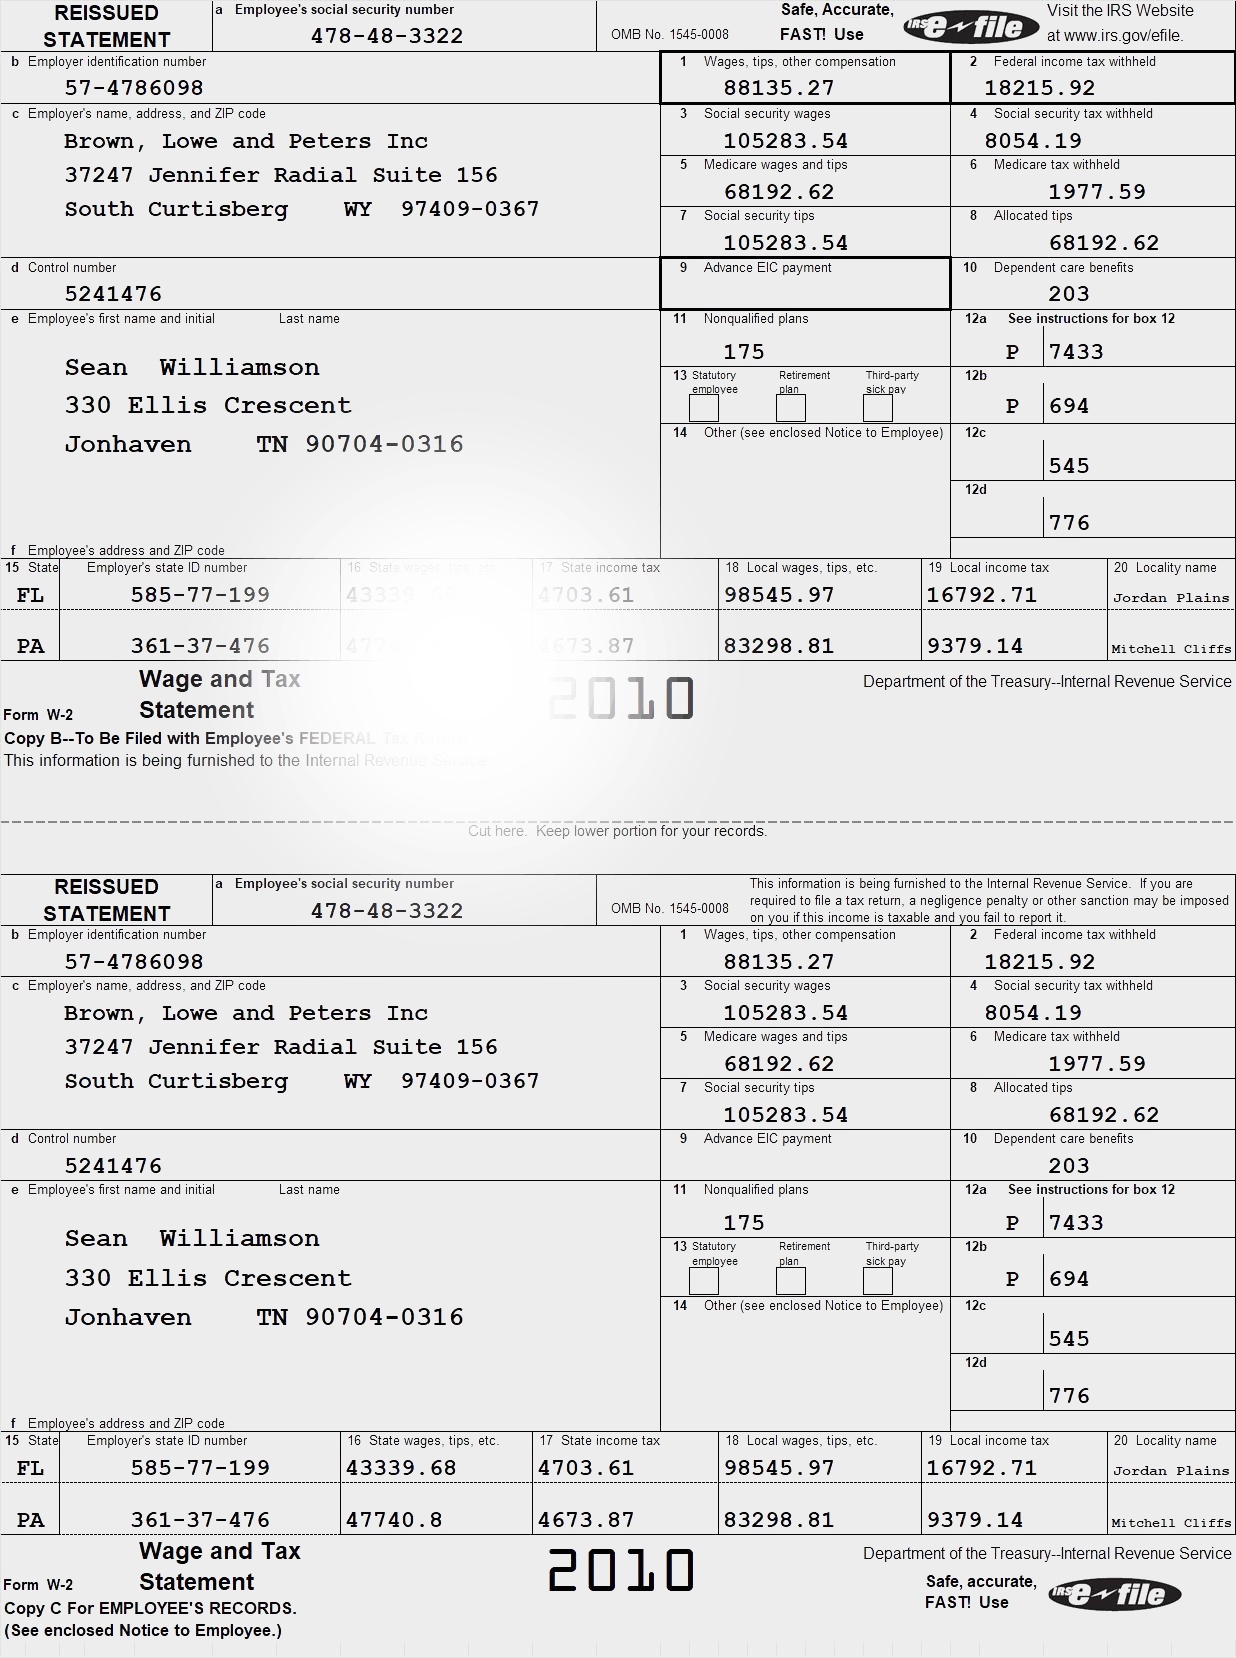 REISSUED STATEMENT
a Employee's social security number
478-48-3322
OMB No. 1545-0008
Safe, Accurate, FAST! Use
IRS e-file
Visit the IRS Website at www.irs.gov/efile.
b Employer identification number
57-4786098
1 Wages, tips, other compensation
88135.27
2 Federal income tax withheld
18215.92
c Employer's name, address, and ZIP code
Brown, Lowe and Peters Inc
37247 Jennifer Radial Suite 156
South Curtisberg WY 97409-0367
3 Social security wages
105283.54
4 Social security tax withheld
8054.19
5 Medicare wages and tips
68192.62
6 Medicare tax withheld
1977.59
7 Social security tips
105283.54
8 Allocated tips
68192.62
d Control number
5241476
9 Advance EIC payment
10 Dependent care benefits
203
e Employee's first name and initial Last name
Sean Williamson
330 Ellis Crescent
Jonhaven TN 90704-0316
11 Nonqualified plans
175
12a See instructions for box 12
P 7433
13 Statutory employee Retirement plan Third-party sick pay
12b
P 694
14 Other (see enclosed Notice to Employee)
12c
545
12d
776
f Employee's address and ZIP code
15 State Employer's state ID number 16 State wages, tips, etc. 17 State income tax 18 Local wages, tips, etc. 19 Local income tax 20 Locality name
FL 585-77-199 43339.68 4703.61 98545.97 16792.71 Jordan Plains
PA 361-37-476 4673.87 83298.81 9379.14 Mitchell Cliffs
Form W-2 Wage and Tax Statement
2010
Department of the Treasury--Internal Revenue Service
Copy B--To Be Filed with Employee's FEDERAL Tax
This information is being furnished to the Internal Revenue Service
Cut here. Keep lower portion for your records.
REISSUED STATEMENT
a Employee's social security number
478-48-3322
OMB No. 1545-0008
This information is being furnished to the Internal Revenue Service. If you are
required to file a tax return, a negligence penalty or other sanction may be imposed
on you if this income is taxable and you fail to report it.
b Employer identification number
57-4786098
1 Wages, tips, other compensation
88135.27
2 Federal income tax withheld
18215.92
c Employer's name, address, and ZIP code
Brown, Lowe and Peters Inc
37247 Jennifer Radial Suite 156
South Curtisberg WY 97409-0367
3 Social security wages
105283.54
4 Social security tax withheld
8054.19
5 Medicare wages and tips
68192.62
6 Medicare tax withheld
1977.59
7 Social security tips
105283.54
8 Allocated tips
68192.62
d Control number
5241476
9 Advance EIC payment
10 Dependent care benefits
203
e Employee's first name and initial Last name
Sean Williamson
330 Ellis Crescent
Jonhaven TN 90704-0316
11 Nonqualified plans
175
12a See instructions for box 12
P 7433
13 Statutory employee Retirement plan Third-party sick pay
12b
P 694
14 Other (see enclosed Notice to Employee)
12c
545
12d
776
f Employee's address and ZIP code
15 State Employer's state ID number 16 State wages, tips, etc. 17 State income tax 18 Local wages, tips, etc. 19 Local income tax 20 Locality name
FL 585-77-199 43339.68 4703.61 98545.97 16792.71 Jordan Plains
PA 361-37-476 47740.8 4673.87 83298.81 9379.14 Mitchell Cliffs
Form W-2 Wage and Tax Statement
2010
Department of the Treasury--Internal Revenue Service
Copy C For EMPLOYEE'S RECORDS.
(See enclosed Notice to Employee.)
Safe, accurate,
FAST! Use
IRS e-file